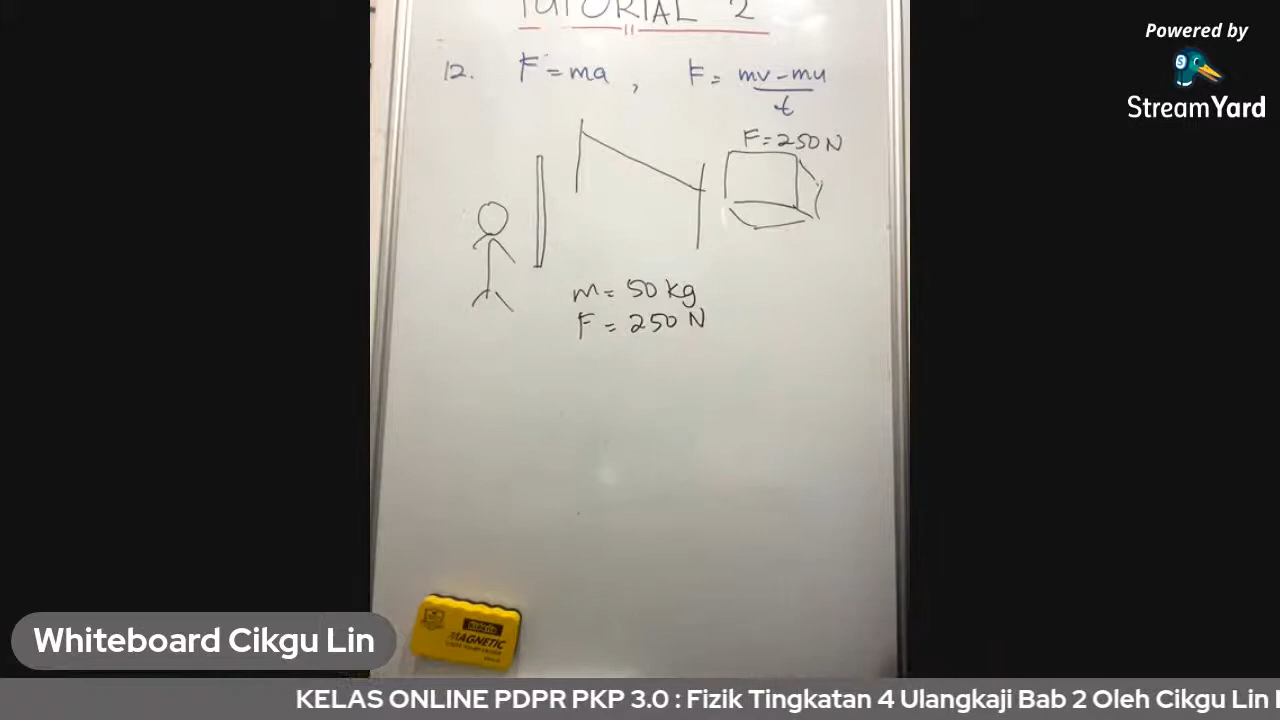 TUTORIAL 2
12. F = ma , F = mv - mu / t
F = 250 N
m = 50 kg
F = 250 N
MAGNETIC
Powered by
S
StreamYard
Whiteboard Cikgu Lin
KELAS ONLINE PDPR PKP 3.0 : Fizik Tingkatan 4 Ulangkaji Bab 2 Oleh Cikgu Lin